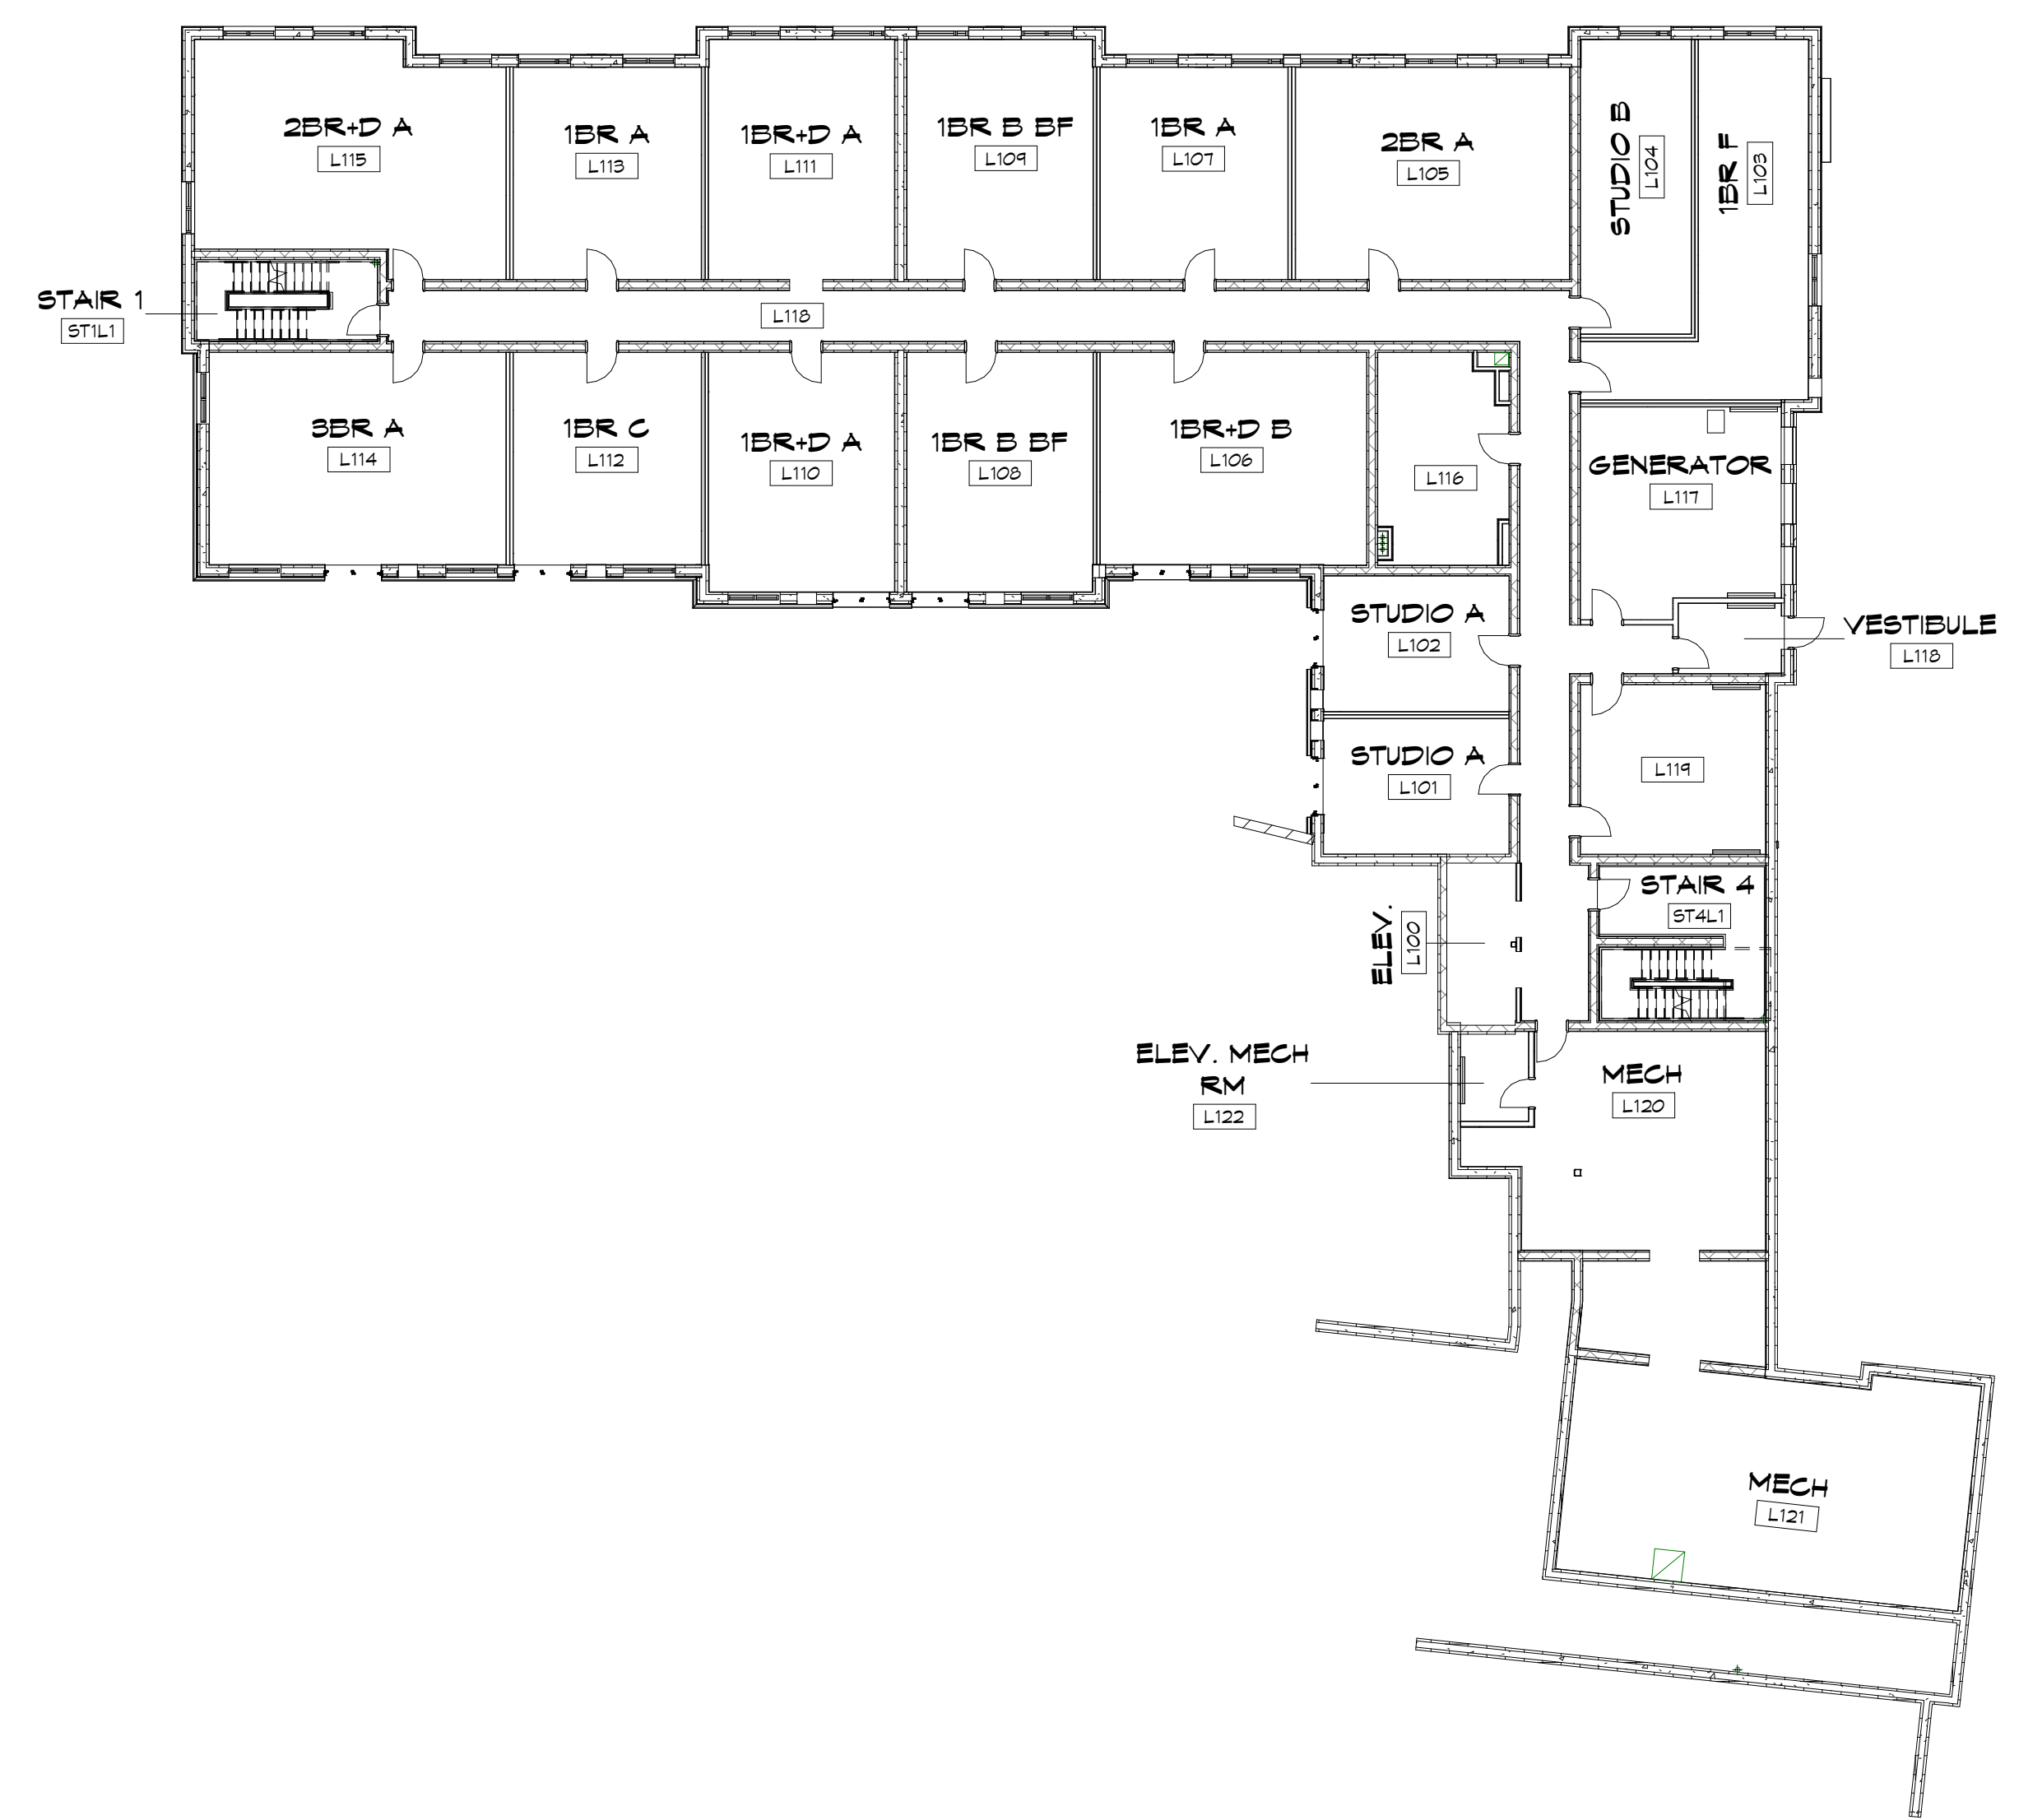 2BR+D A
L115
1BR A
L113
1BR+D A
L111
1BR B BF
L109
1BR A
L107
2BR A
L105
STUDIO B
L104
1BR F
L103
STAIR 1
ST1L1
L118
3BR A
L114
1BR C
L112
1BR+D A
L110
1BR B BF
L108
1BR+D B
L106
L116
GENERATOR
L117
STUDIO A
L102
VESTIBULE
L118
STUDIO A
L101
L119
ELEV.
L100
STAIR 4
ST4L1
ELEV. MECH
RM
L122
MECH
L120
MECH
L121